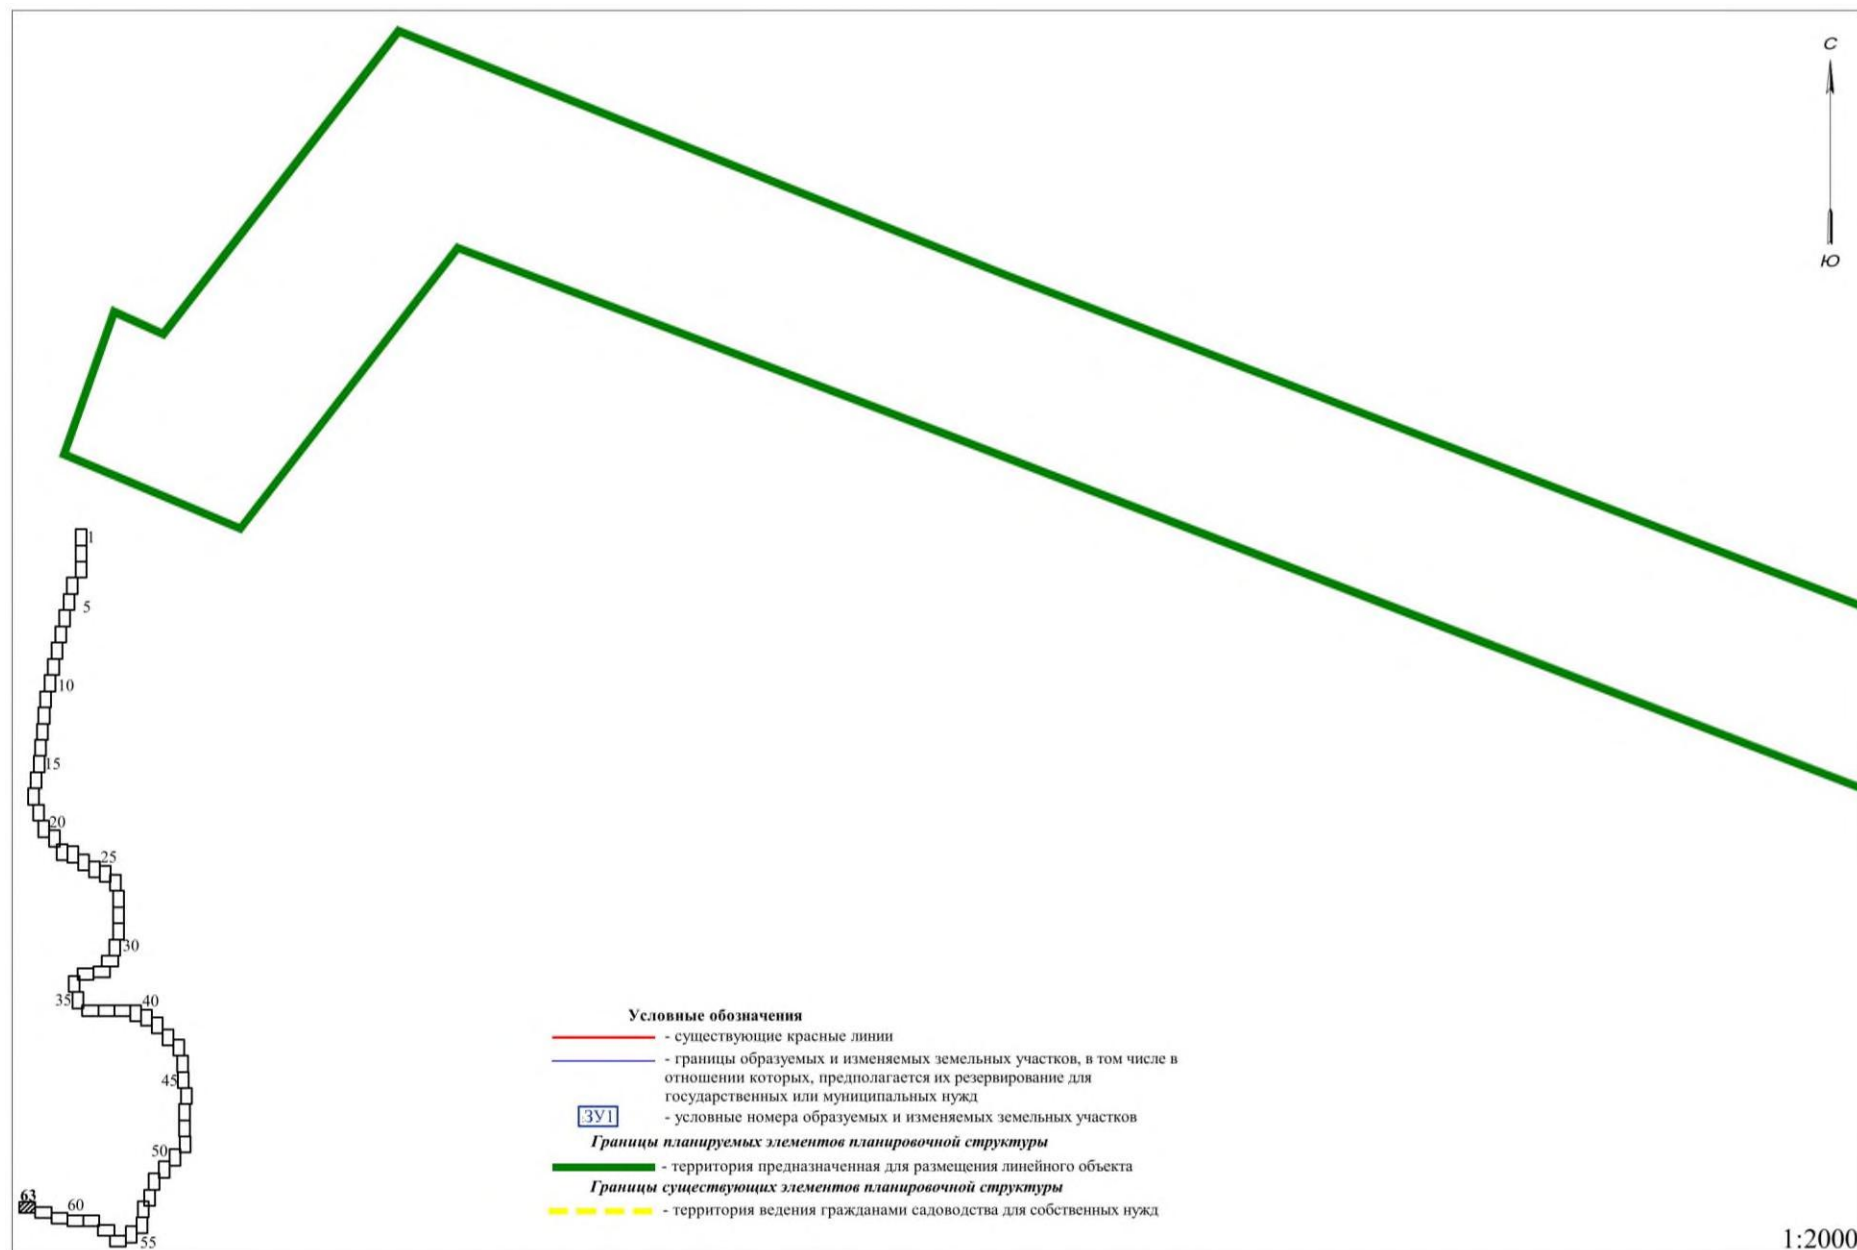 С
Ю
1
5
10
15
20
25
30
35
40
45
50
63
60
55
Условные обозначения
- существующие красные линии
- границы образуемых и изменяемых земельных участков, в том числе в
отношении которых, предполагается их резервирование для
государственных или муниципальных нужд
:ЗУ1 - условные номера образуемых и изменяемых земельных участков
Границы планируемых элементов планировочной структуры
- территория предназначенная для размещения линейного объекта
Границы существующих элементов планировочной структуры
- территория ведения гражданами садоводства для собственных нужд
1:2000